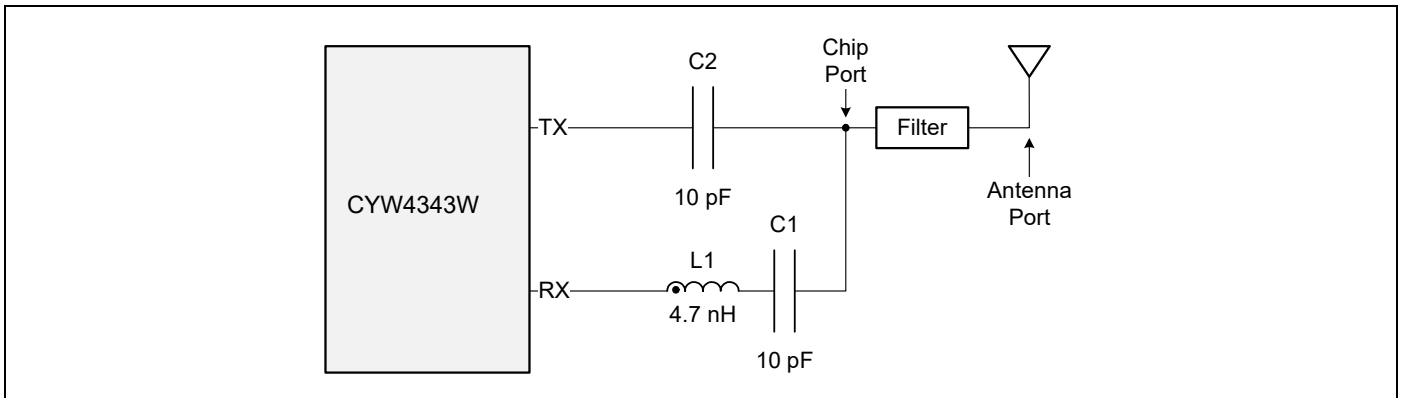 Chip
Port
C2
TX
Filter
10 pF
CYW4343W
Antenna
Port
C1
L1
RX
4.7 nH
10 pF